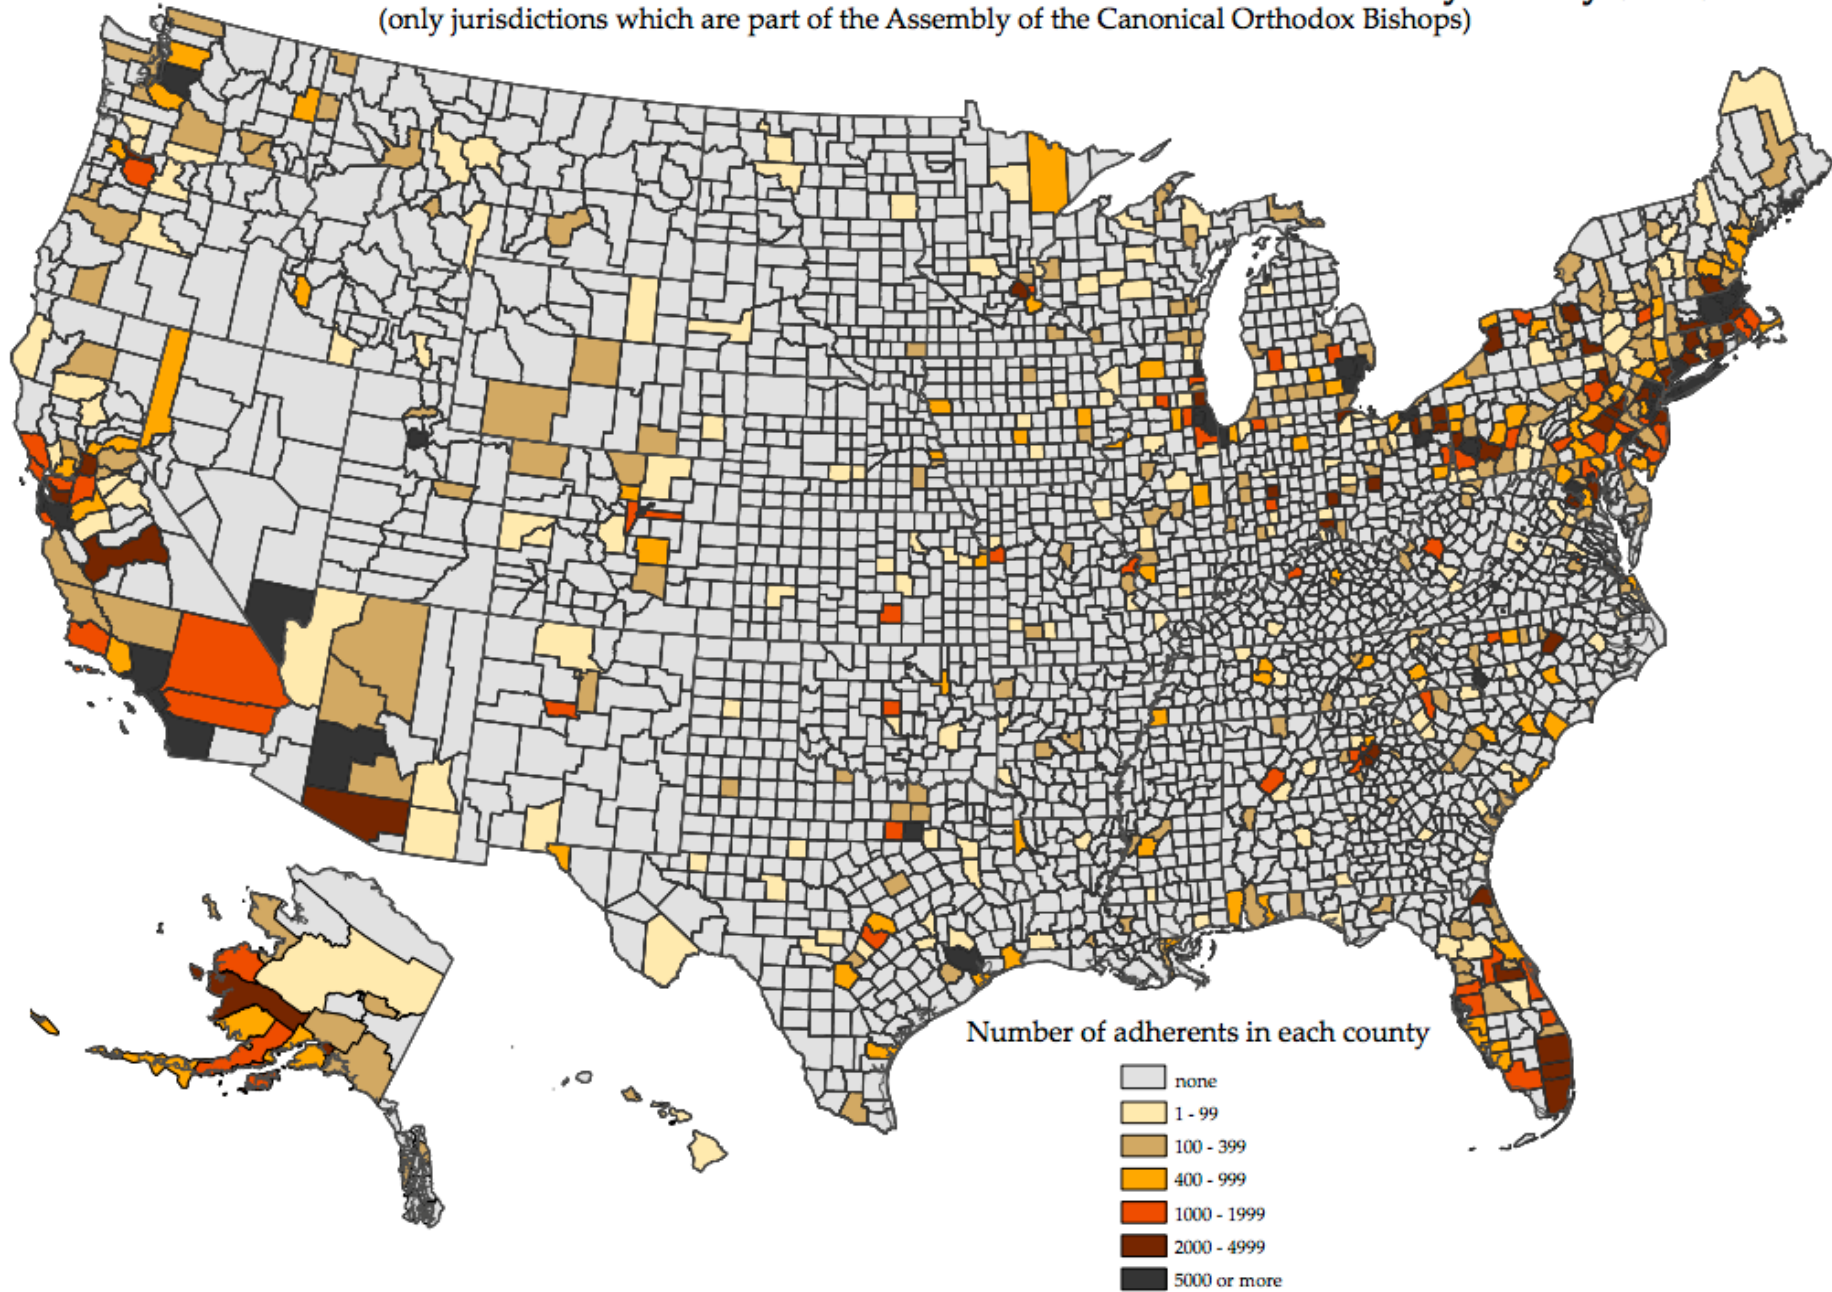 (only jurisdictions which are part of the Assembly of the Canonical Orthodox Bishops)
Number of adherents in each county
none
1 - 99
100 - 399
400 - 999
1000 - 1999
2000 - 4999
5000 or more